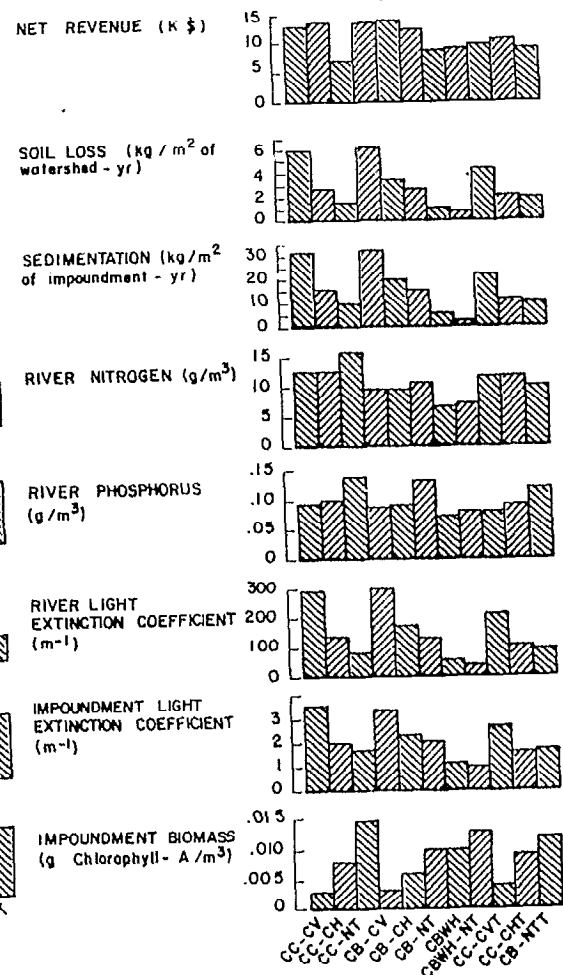 NET REVENUE (K $)
15
10
5
0
SOIL LOSS (kg / m² of
watershed - yr)
6
4
2
0
SEDIMENTATION (kg/m²
of impoundment - yr)
30
20
10
0
RIVER NITROGEN (g/m³)
15
10
5
0
RIVER PHOSPHORUS
(g/m³)
.15
.10
.05
0
RIVER LIGHT
EXTINCTION COEFFICIENT
(m⁻¹)
300
200
100
0
IMPOUNDMENT LIGHT
EXTINCTION COEFFICIENT
(m⁻¹)
3
2
1
0
IMPOUNDMENT BIOMASS
(g Chlorophyll-A/m³)
.015
.010
.005
0
CC-CV
CC-CH
CC-NT
CB-CV
CB-CH
CB-NT
CBWH
CBWH-NT
CC-CVT
CC-CHT
CB-NTT